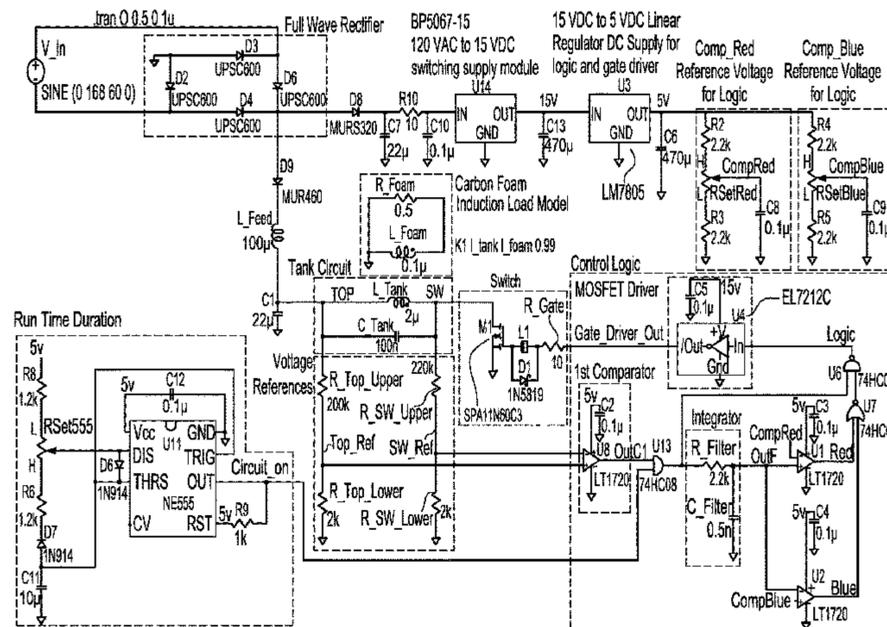 .tran 0 0.5 0 0.1u
Full Wave Rectifier
V_In
SINE (0 168 60 0)
D3
UPSC600
D2
UPSC600
D6
UPSC600
D4
UPSC600
BP5067-15
120 VAC to 15 VDC
switching supply module
15 VDC to 5 VDC Linear
Regulator DC Supply for
logic and gate driver
Comp_Red
Reference Voltage
for Logic
Comp_Blue
Reference Voltage
for Logic
D8
MURS320
R10
10
C7
22µ
C10
0.1µ
U14
IN OUT
GND
15V
C13
470µ
U3
IN OUT
GND
LM7805
5V
C6
470µ
R2
2.2k
H
CompRed
L
RSetRed
R3
2.2k
C8
0.1µ
R4
2.2k
H
CompBlue
L
RSetBlue
R5
2.2k
C9
0.1µ
D9
MUR460
L_Feed
100µ
R_Foam
0.5
L_Foam
0.1µ
Carbon Foam
Induction Load Model
K1 l_tank l_foam 0.99
Tank Circuit
TOP
L_Tank
2µ
SW
C_Tank
100n
C1
22µ
Switch
M1
R_Gate
L1
D1
10
1N5819
SPA11N60C3
Control Logic
MOSFET Driver
C5
0.1µ
15v
EL7212C
U4
+V
/Out
-In
Gnd
Gate_Driver_Out
Logic
Run Time Duration
5v
R8
1.2k
L
RSet555
H
R6
1.2k
D7
1N914
C11
10µ
C12
0.1µ
5v
Vcc GND
U11
DIS TRIG
THRS OUT
NE555
CV RST
D6
1N914
Circuit_on
5v
R9
1k
Voltage
References
R_Top_Upper
200k
220k
R_SW_Upper
Top_Ref
SW_Ref
R_Top_Lower
2k
R_SW_Lower
2k
1st Comparator
5v
C2
0.1µ
U8
OutC1
LT1720
U13
74HC08
Integrator
R_Filter
2.2k
C_Filter
0.5n
OutF
CompRed
5v
C3
0.1µ
U1
Red
LT1720
U6
74HC0
U7
74HC0
5v
C4
0.1µ
U2
Blue
CompBlue
LT1720